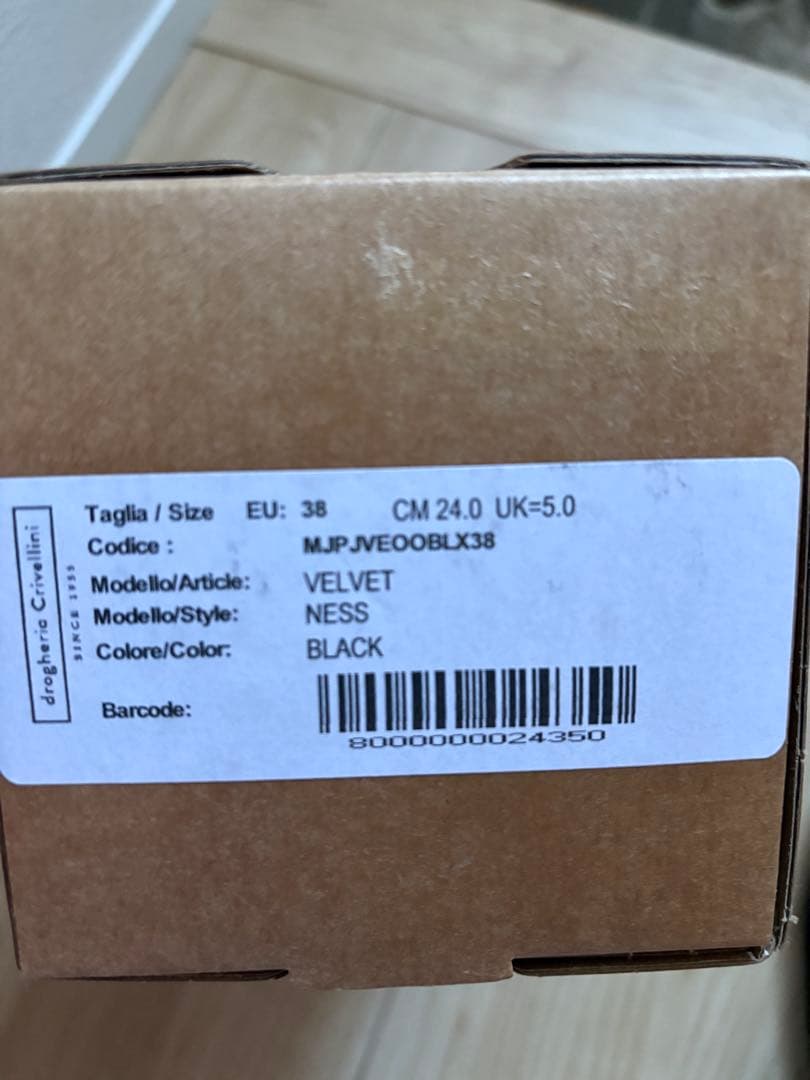 drogheria Crivellini
SINCE 1955
Taglia / Size EU: 38 CM 24.0 UK=5.0
Codice : MJPJVEOOBLX38
Modello/Article: VELVET
Modello/Style: NESS
Colore/Color: BLACK
Barcode:
8000000024350